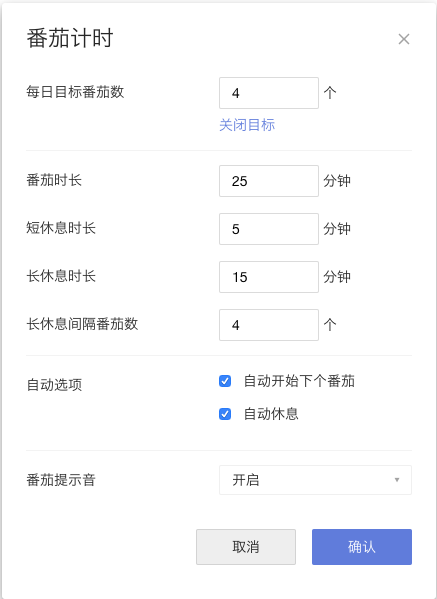 番茄计时
每日目标番茄数 4 个
关闭目标
番茄时长 25 分钟
短休息时长 5 分钟
长休息时长 15 分钟
长休息间隔番茄数 4 个
自动选项 自动开始下个番茄
自动休息
番茄提示音 开启
取消 确认